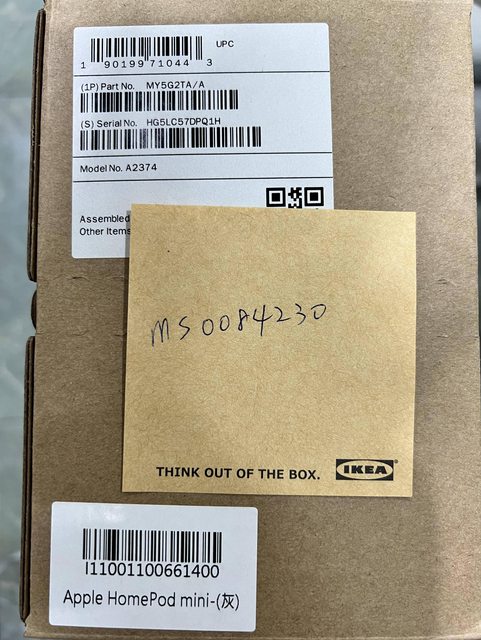 UPC
1 90199 71044 3
(1P) Part No. MY5G2TA/A
(S) Serial No. HG5LC57DPQ1H
Model No. A2374
Assembled
Other Items
MS0084230
THINK OUT OF THE BOX.
IKEA
I11001100661400
Apple HomePod mini-(灰)